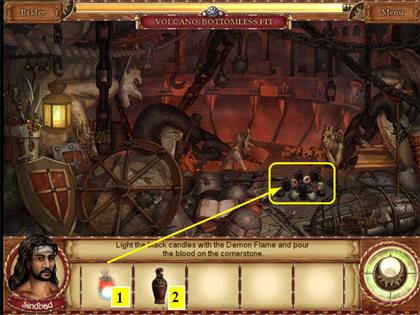 Bridge
VOLCANO: BOTTOMLESS PIT
Menu
Light the black candles with the Demon Flame and pour
the blood on the cornerstone.
Sindbad
1
2